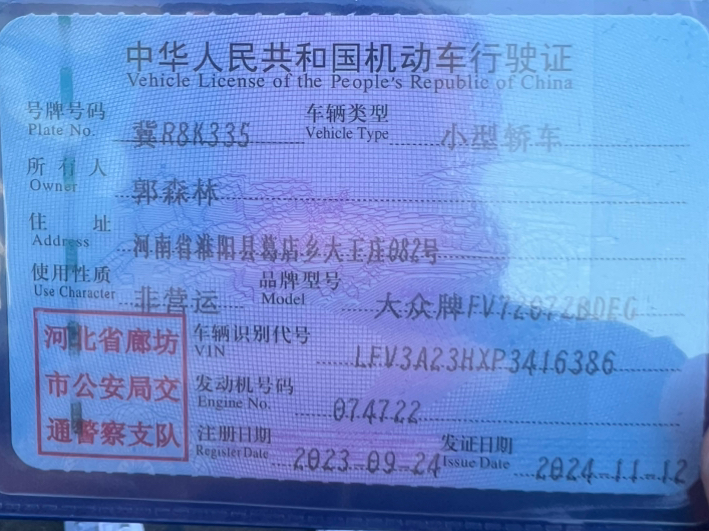 中华人民共和国机动车行驶证
Vehicle License of the People's Republic of China
号牌号码 冀R8K335 车辆类型 小型轿车
Plate No. Vehicle Type
所有人 郭森林
Owner
住址 河南省淮阳县葛店乡大王庄082号
Address
使用性质 非营运 品牌型号 大众牌FV7207ZBDEG
Use Character Model
河北省廊坊
市公安局交
通警察支队
车辆识别代号 LFV3A23HXP3416386
VIN
发动机号码 074722
Engine No.
注册日期 2023-09-24 发证日期 2024-11-12
Register Date Issue Date